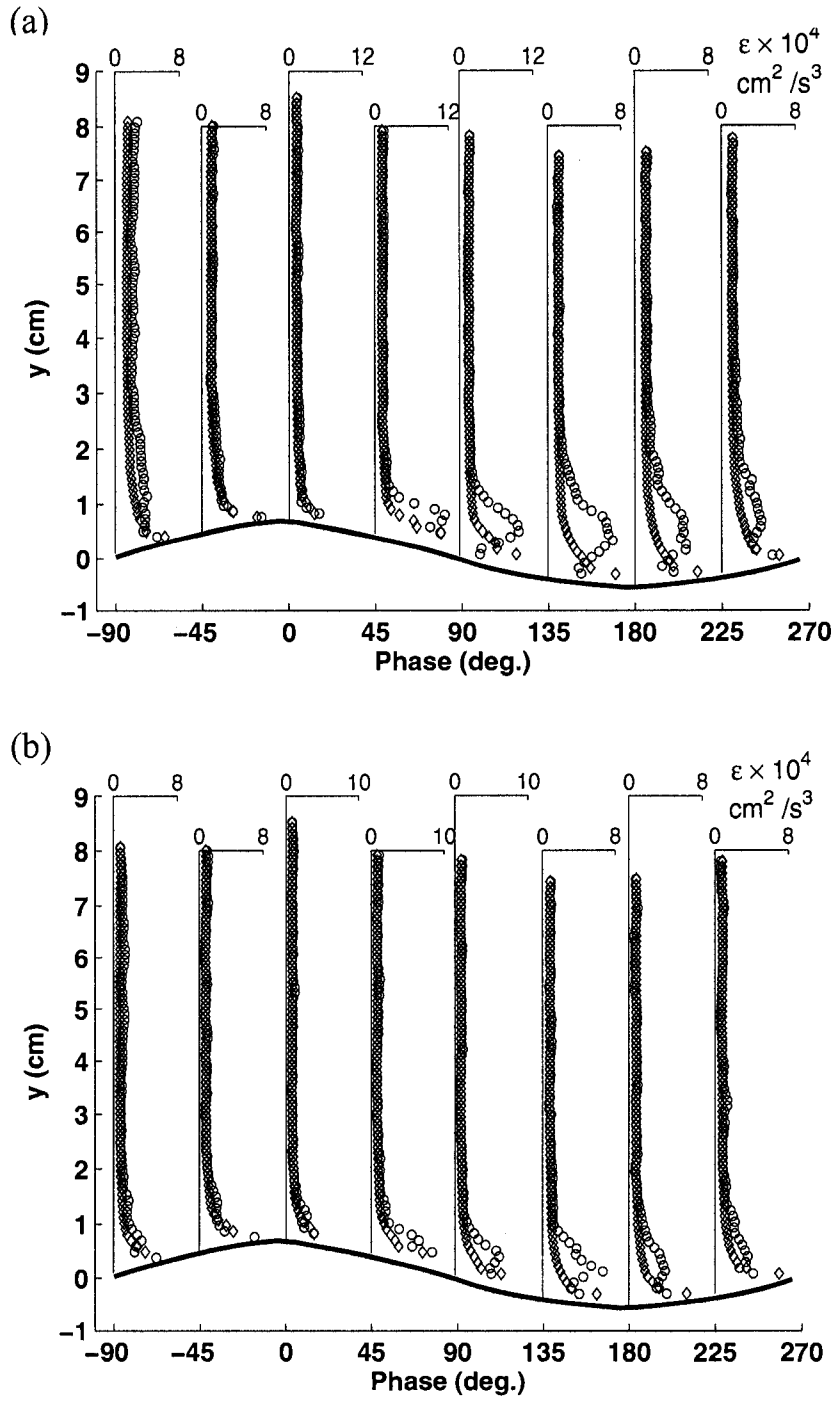 (a)
0 8 0 12 0 12 0 8 ε × 10⁴
cm² /s³
0 8 0 12 0 8 0 8
9
8
7
6
5
4
3
2
1
0
−1
y (cm)
−90 −45 0 45 90 135 180 225 270
Phase (deg.)
(b)
0 8 0 10 0 10 0 8 ε × 10⁴
cm² /s³
0 8 0 10 0 8 0 8
9
8
7
6
5
4
3
2
1
0
−1
y (cm)
−90 −45 0 45 90 135 180 225 270
Phase (deg.)